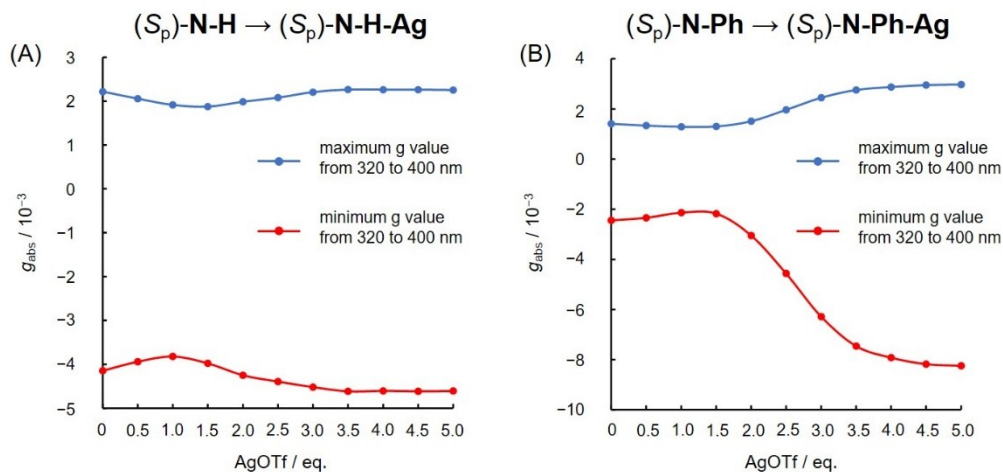 (Sp)-N-H → (Sp)-N-H-Ag
(A)
3
2
1
0
−1
−2
−3
−4
−5
gabs / 10−3
maximum g value
from 320 to 400 nm
minimum g value
from 320 to 400 nm
0 0.5 1.0 1.5 2.0 2.5 3.0 3.5 4.0 4.5 5.0
AgOTf / eq.
(Sp)-N-Ph → (Sp)-N-Ph-Ag
(B)
4
2
0
−2
−4
−6
−8
−10
gabs / 10−3
maximum g value
from 320 to 400 nm
minimum g value
from 320 to 400 nm
0 0.5 1.0 1.5 2.0 2.5 3.0 3.5 4.0 4.5 5.0
AgOTf / eq.